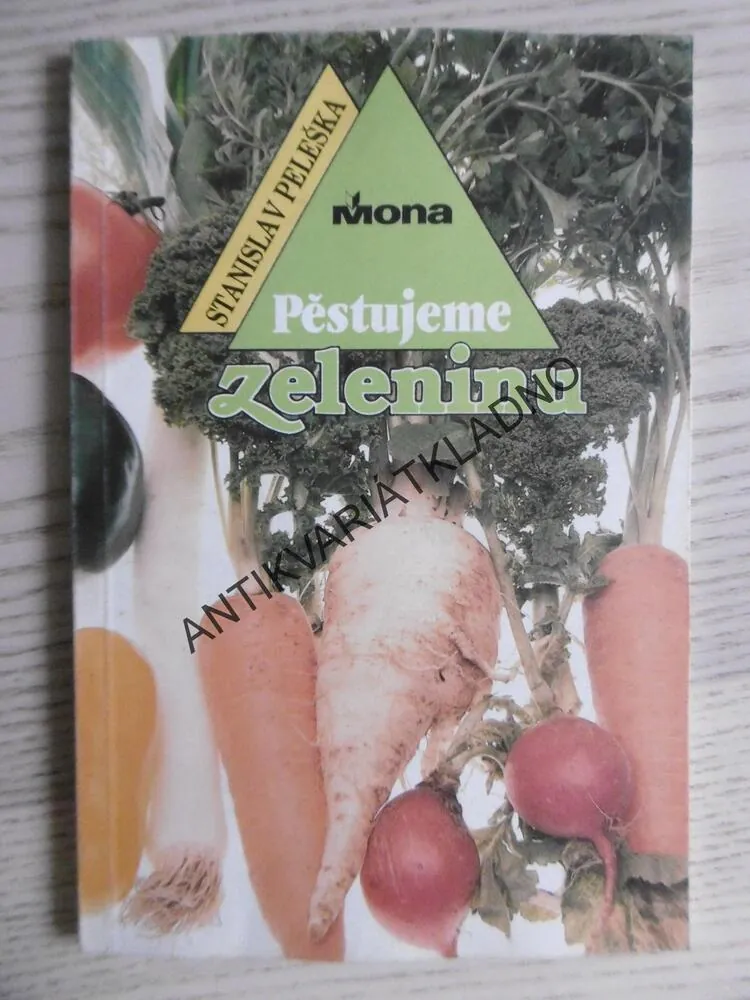 STANISLAV PELEŠKA
Mona
Pěstujeme
zeleninu
ANTIKVARIÁTKLADNO